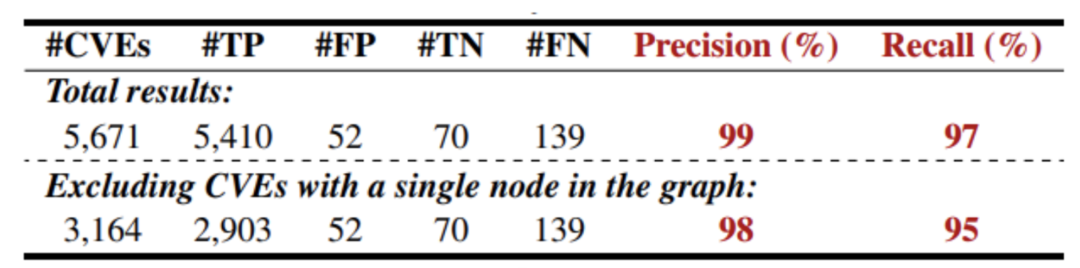 #CVEs #TP #FP #TN #FN Precision (%) Recall (%)
Total results:
5,671 5,410 52 70 139 99 97
Excluding CVEs with a single node in the graph:
3,164 2,903 52 70 139 98 95